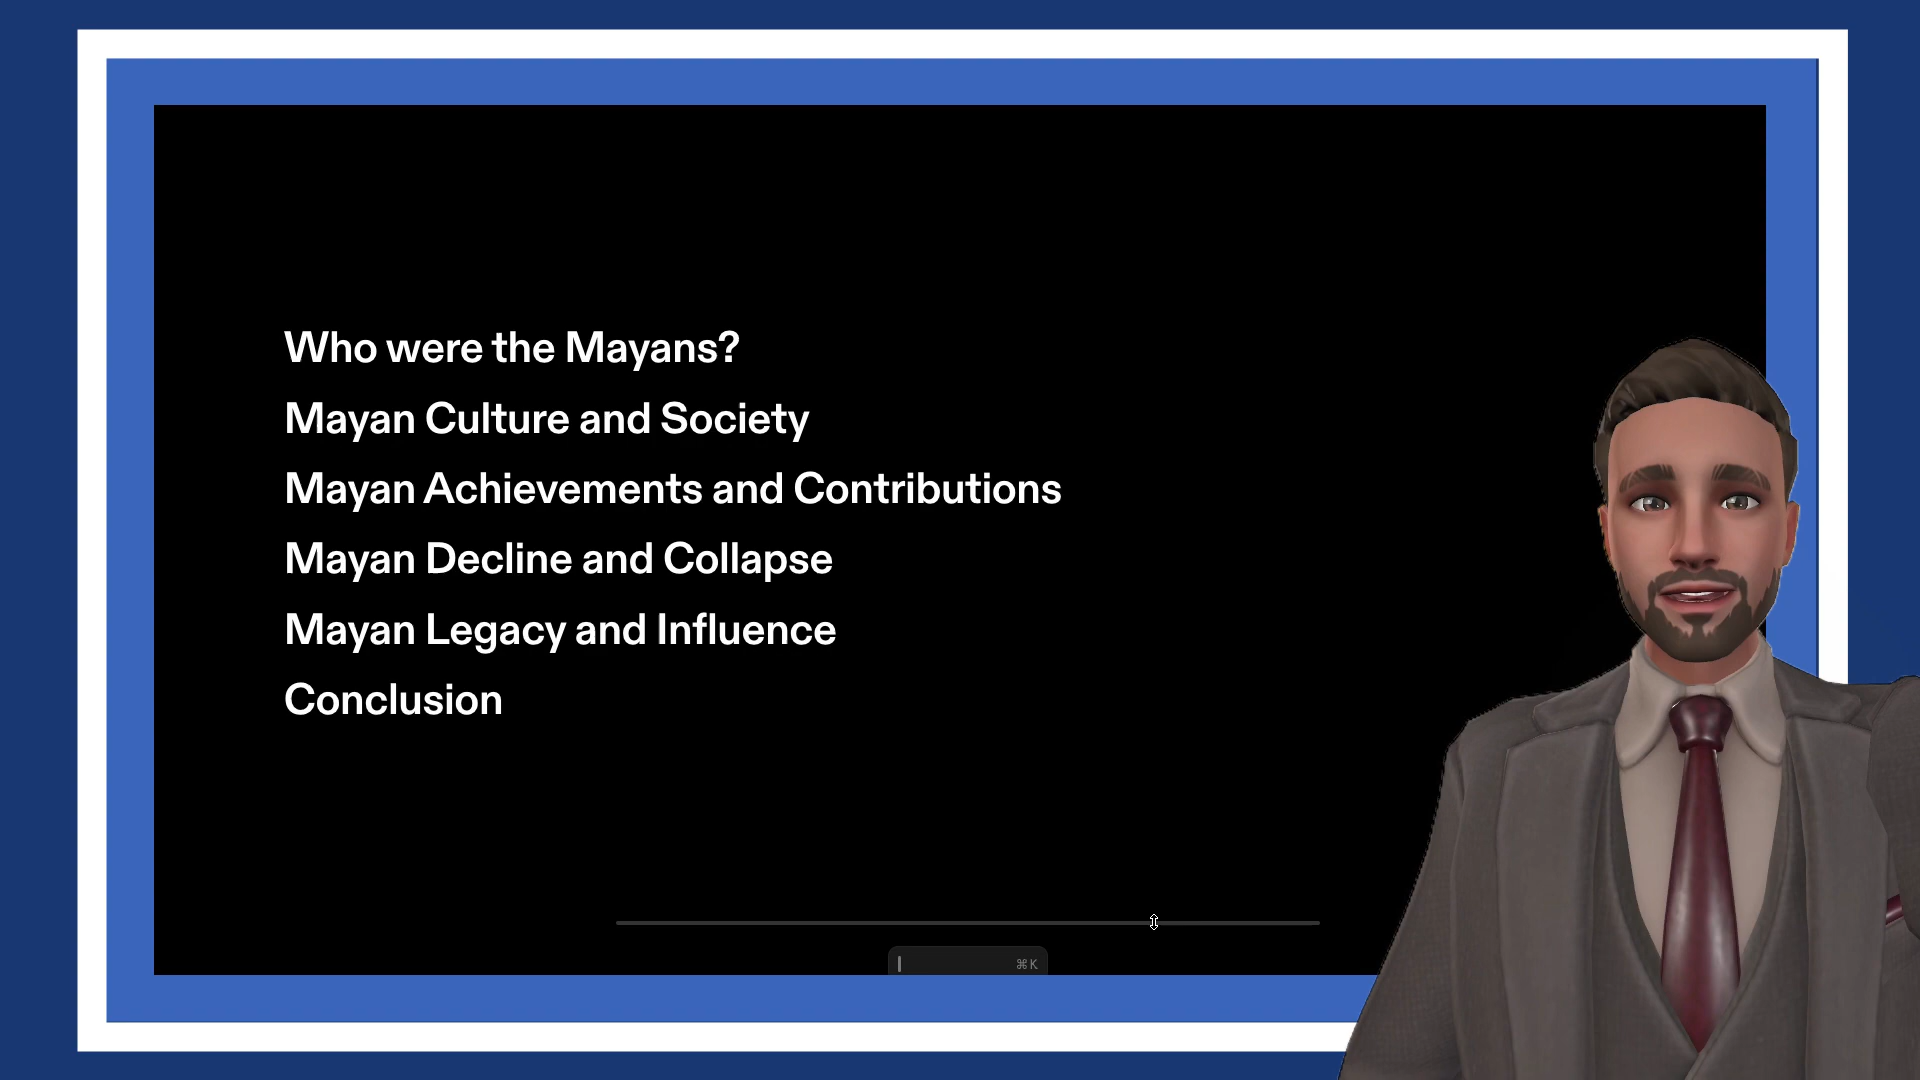 Who were the Mayans?
Mayan Culture and Society
Mayan Achievements and Contributions
Mayan Decline and Collapse
Mayan Legacy and Influence
Conclusion
⌘K